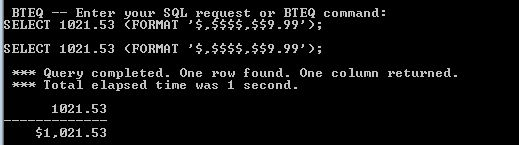 BTEQ -- Enter your SQL request or BTEQ command:
SELECT 1021.53 (FORMAT '$,$$$$,$$9.99');
SELECT 1021.53 (FORMAT '$,$$$$,$$9.99');
*** Query completed. One row found. One column returned.
*** Total elapsed time was 1 second.
1021.53
-------------
$1,021.53